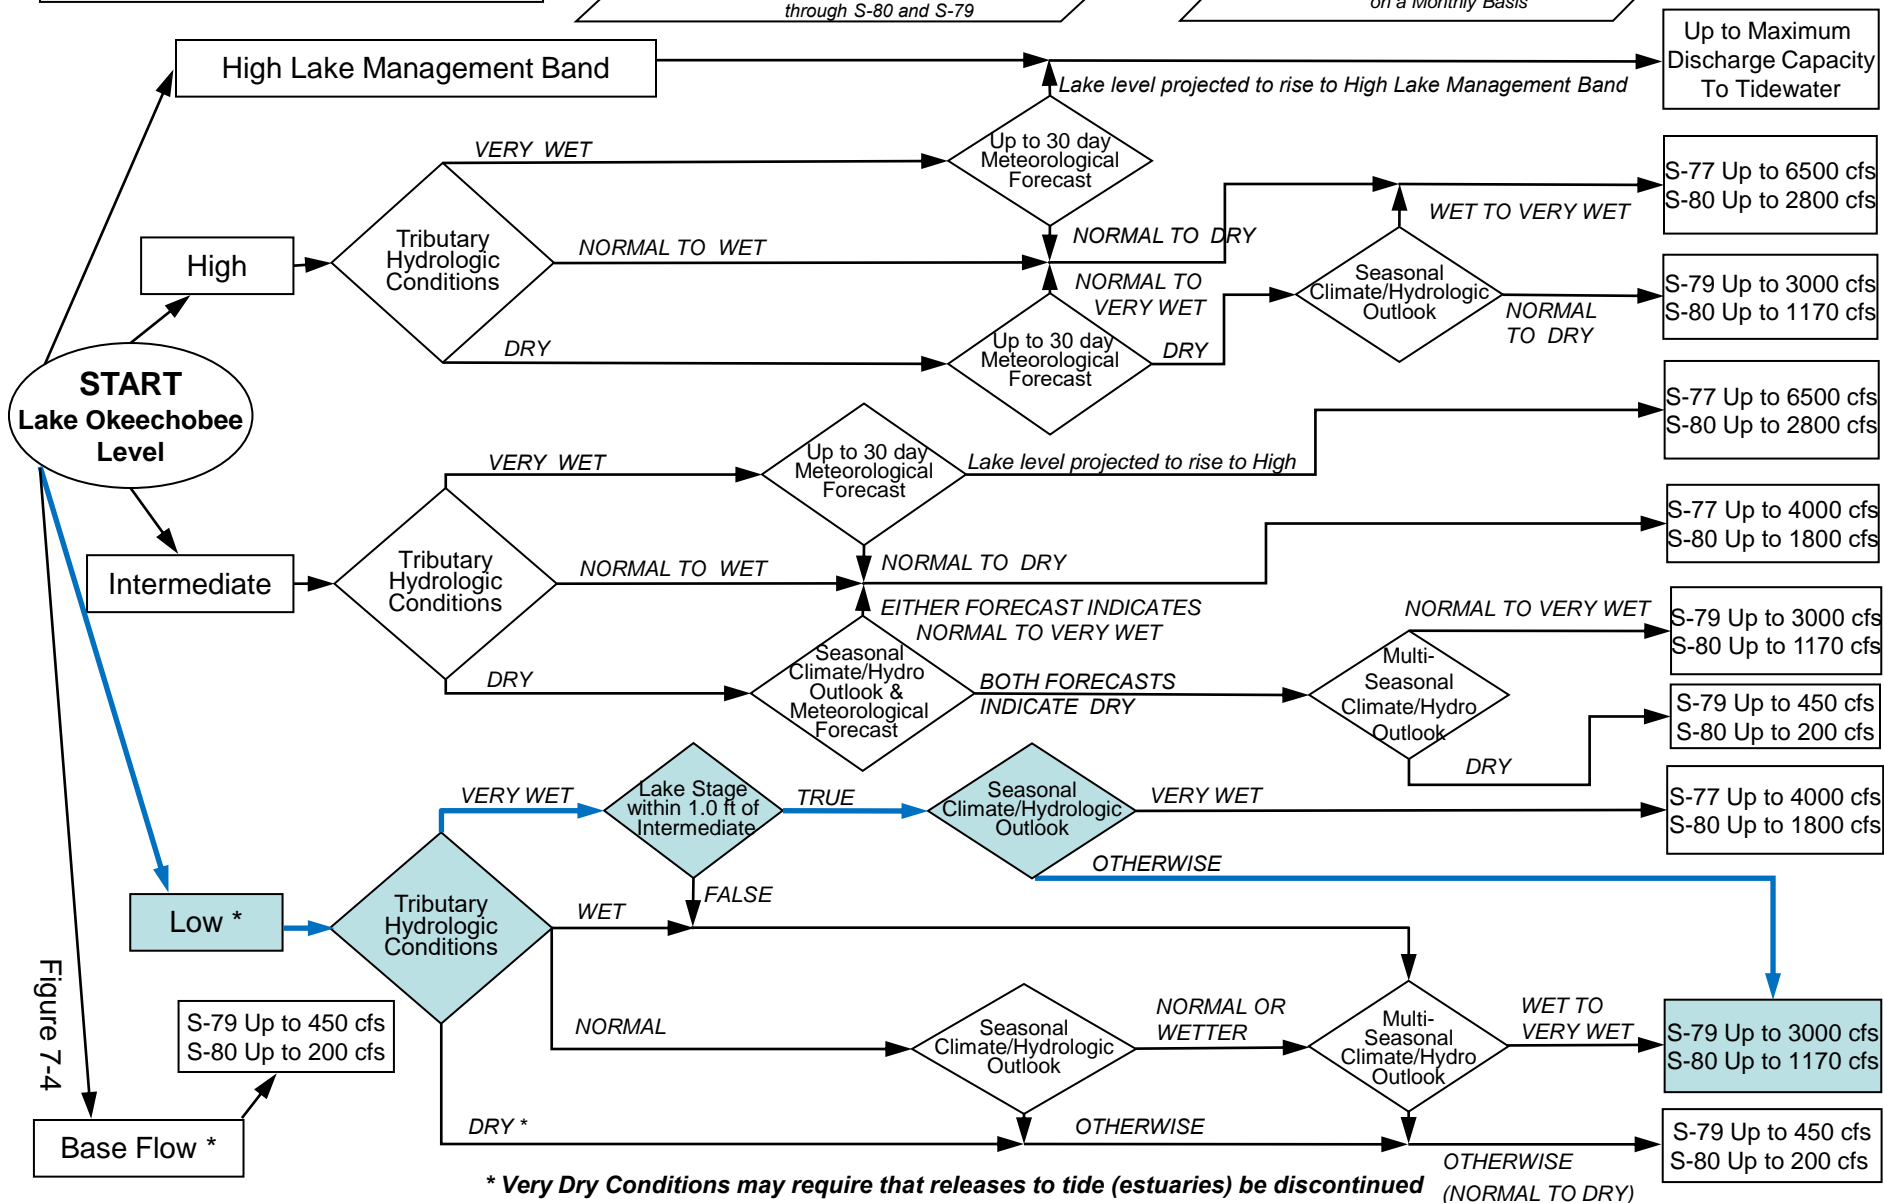 through S-80 and S-79
on a Monthly Basis
High Lake Management Band
Lake level projected to rise to High Lake Management Band
Up to Maximum
Discharge Capacity
To Tidewater
VERY WET
Up to 30 day
Meteorological
Forecast
S-77 Up to 6500 cfs
S-80 Up to 2800 cfs
WET TO VERY WET
High
Tributary
Hydrologic
Conditions
NORMAL TO WET
NORMAL TO DRY
NORMAL TO
VERY WET
Seasonal
Climate/Hydrologic
Outlook
NORMAL
TO DRY
S-79 Up to 3000 cfs
S-80 Up to 1170 cfs
DRY
Up to 30 day
Meteorological
Forecast
DRY
START
Lake Okeechobee
Level
S-77 Up to 6500 cfs
S-80 Up to 2800 cfs
VERY WET
Up to 30 day
Meteorological
Forecast
Lake level projected to rise to High
S-77 Up to 4000 cfs
S-80 Up to 1800 cfs
Intermediate
Tributary
Hydrologic
Conditions
NORMAL TO WET
NORMAL TO DRY
EITHER FORECAST INDICATES
NORMAL TO VERY WET
NORMAL TO VERY WET
S-79 Up to 3000 cfs
S-80 Up to 1170 cfs
DRY
Seasonal
Climate/Hydro
Outlook &
Meteorological
Forecast
BOTH FORECASTS
INDICATE DRY
Multi-
Seasonal
Climate/Hydro
Outlook
DRY
S-79 Up to 450 cfs
S-80 Up to 200 cfs
VERY WET
Lake Stage
within 1.0 ft of
Intermediate
TRUE
Seasonal
Climate/Hydrologic
Outlook
VERY WET
S-77 Up to 4000 cfs
S-80 Up to 1800 cfs
OTHERWISE
FALSE
Low *
Tributary
Hydrologic
Conditions
WET
NORMAL
Seasonal
Climate/Hydrologic
Outlook
NORMAL OR
WETTER
Multi-
Seasonal
Climate/Hydro
Outlook
WET TO
VERY WET
S-79 Up to 3000 cfs
S-80 Up to 1170 cfs
Figure 7-4
S-79 Up to 450 cfs
S-80 Up to 200 cfs
Base Flow *
DRY *
OTHERWISE
OTHERWISE
(NORMAL TO DRY)
S-79 Up to 450 cfs
S-80 Up to 200 cfs
* Very Dry Conditions may require that releases to tide (estuaries) be discontinued